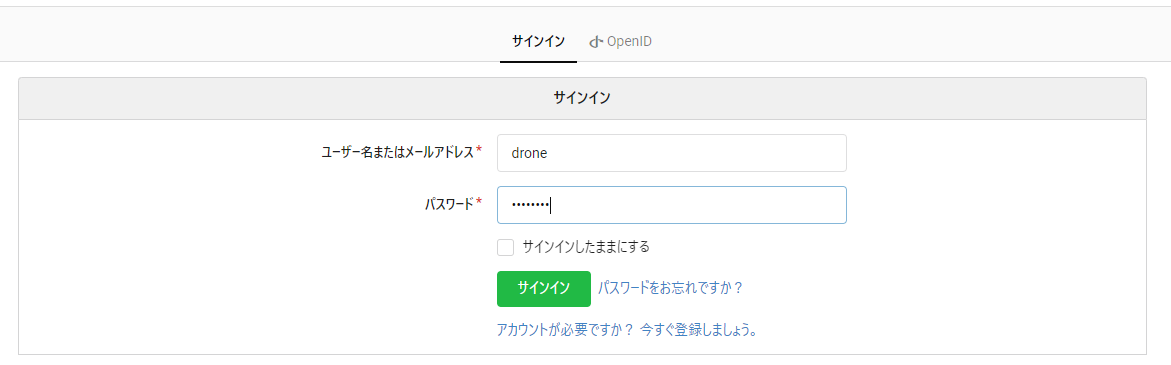 サインイン OpenID
サインイン
ユーザー名またはメールアドレス* drone
パスワード* ••••••••
サインインしたままにする
サインイン パスワードをお忘れですか？
アカウントが必要ですか？ 今すぐ登録しましょう。